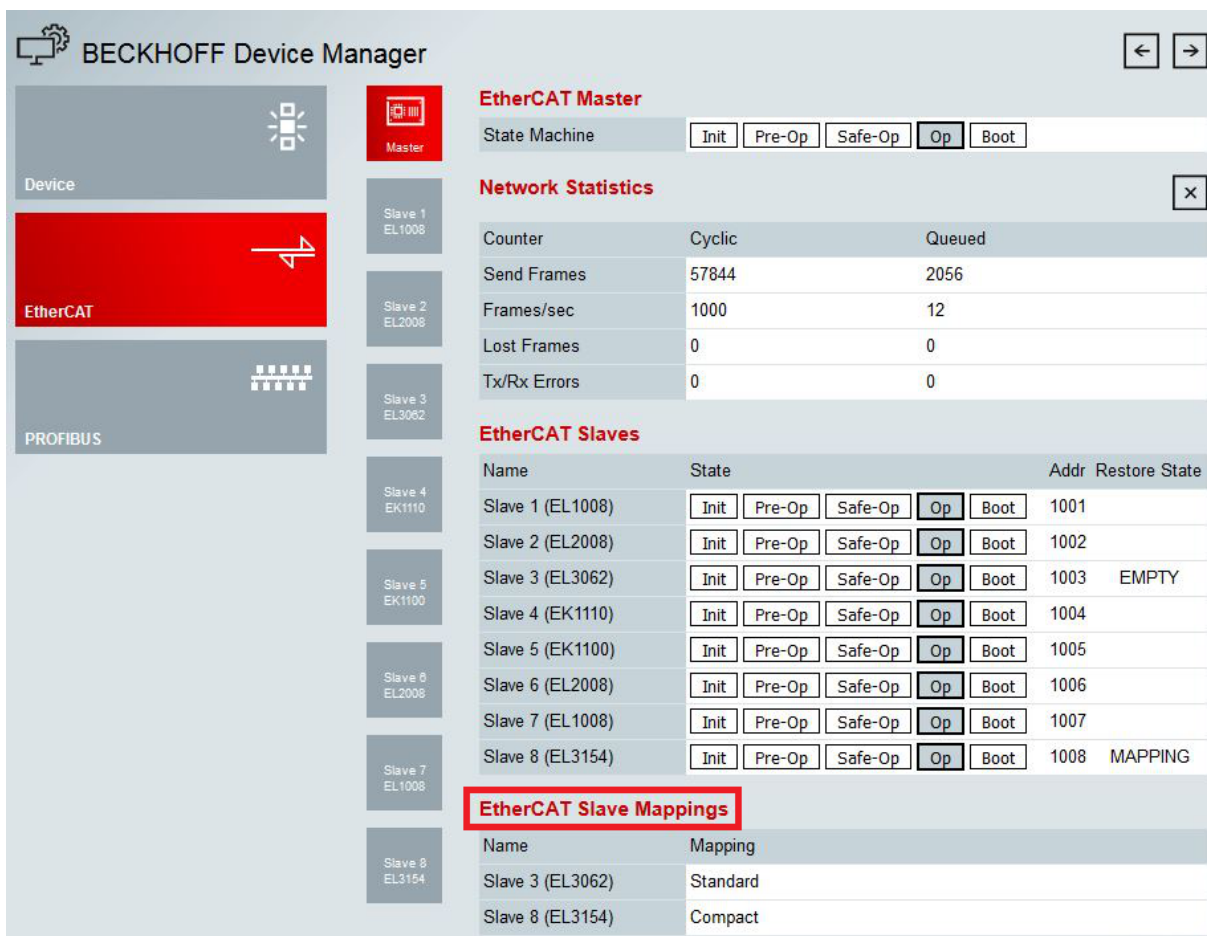 BECKHOFF Device Manager
← →
Device
EtherCAT
PROFIBUS
Master
Slave 1
EL1008
Slave 2
EL2008
Slave 3
EL3062
Slave 4
EK1110
Slave 5
EK1100
Slave 6
EL2008
Slave 7
EL1008
Slave 8
EL3154
EtherCAT Master
State Machine Init Pre-Op Safe-Op Op Boot
Network Statistics ×
Counter Cyclic Queued
Send Frames 57844 2056
Frames/sec 1000 12
Lost Frames 0 0
Tx/Rx Errors 0 0
EtherCAT Slaves
Name State Addr Restore State
Slave 1 (EL1008) Init Pre-Op Safe-Op Op Boot 1001
Slave 2 (EL2008) Init Pre-Op Safe-Op Op Boot 1002
Slave 3 (EL3062) Init Pre-Op Safe-Op Op Boot 1003 EMPTY
Slave 4 (EK1110) Init Pre-Op Safe-Op Op Boot 1004
Slave 5 (EK1100) Init Pre-Op Safe-Op Op Boot 1005
Slave 6 (EL2008) Init Pre-Op Safe-Op Op Boot 1006
Slave 7 (EL1008) Init Pre-Op Safe-Op Op Boot 1007
Slave 8 (EL3154) Init Pre-Op Safe-Op Op Boot 1008 MAPPING
EtherCAT Slave Mappings
Name Mapping
Slave 3 (EL3062) Standard
Slave 8 (EL3154) Compact